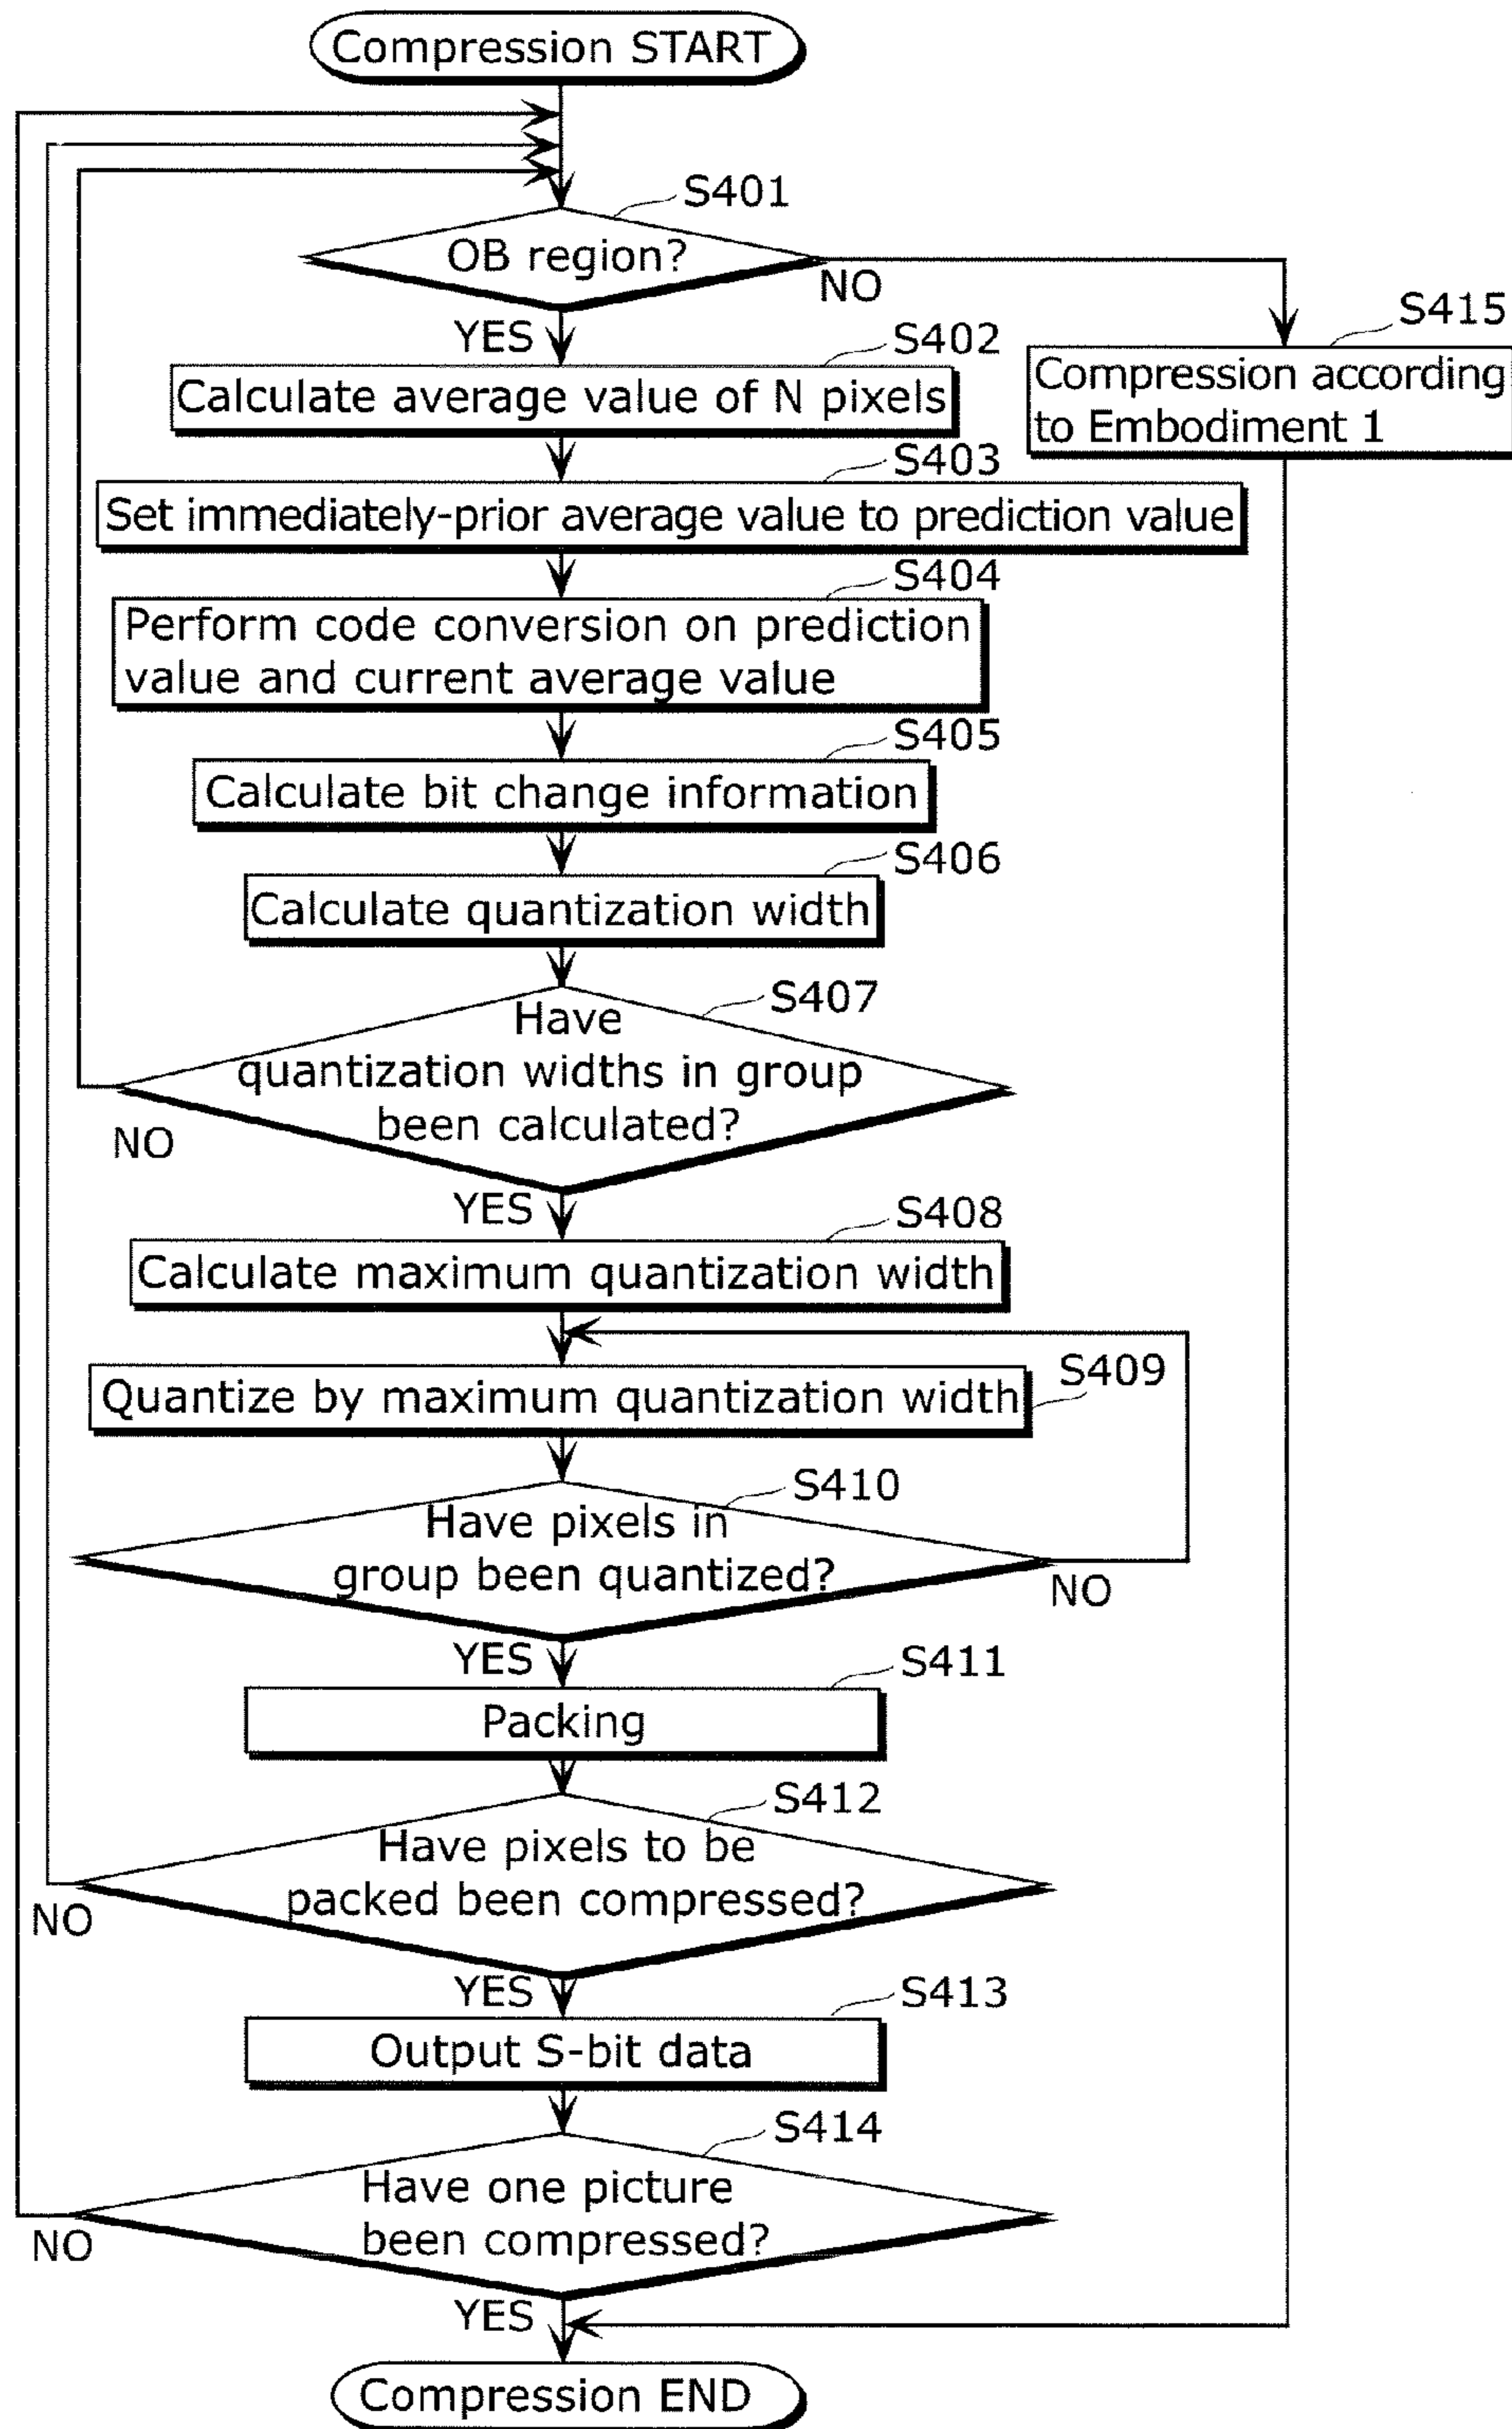 Compression START
S401
OB region?
NO
YES
S402
S415
Calculate average value of N pixels
Compression according
to Embodiment 1
S403
Set immediately-prior average value to prediction value
S404
Perform code conversion on prediction
value and current average value
S405
Calculate bit change information
S406
Calculate quantization width
S407
Have
quantization widths in group
been calculated?
NO
YES
S408
Calculate maximum quantization width
S409
Quantize by maximum quantization width
S410
Have pixels in
group been quantized?
NO
YES
S411
Packing
S412
Have pixels to be
packed been compressed?
NO
YES
S413
Output S-bit data
S414
Have one picture
been compressed?
NO
YES
Compression END